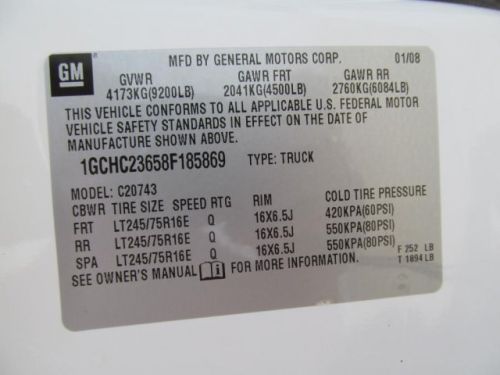 GM
MFD BY GENERAL MOTORS CORP. 01/08
GVWR GAWR FRT GAWR RR
4173KG(9200LB) 2041KG(4500LB) 2760KG(6084LB)
THIS VEHICLE CONFORMS TO ALL APPLICABLE U.S. FEDERAL MOTOR
VEHICLE SAFETY STANDARDS IN EFFECT ON THE DATE OF
MANUFACTURE SHOWN ABOVE.
1GCHC23658F185869 TYPE: TRUCK
MODEL: C20743
CBWR TIRE SIZE SPEED RTG RIM COLD TIRE PRESSURE
FRT LT245/75R16E Q 16X6.5J 420KPA(60PSI)
RR LT245/75R16E Q 16X6.5J 550KPA(80PSI)
SPA LT245/75R16E Q 16X6.5J 550KPA(80PSI)
SEE OWNER'S MANUAL FOR MORE INFORMATION.
F 252 LB
T 1894 LB